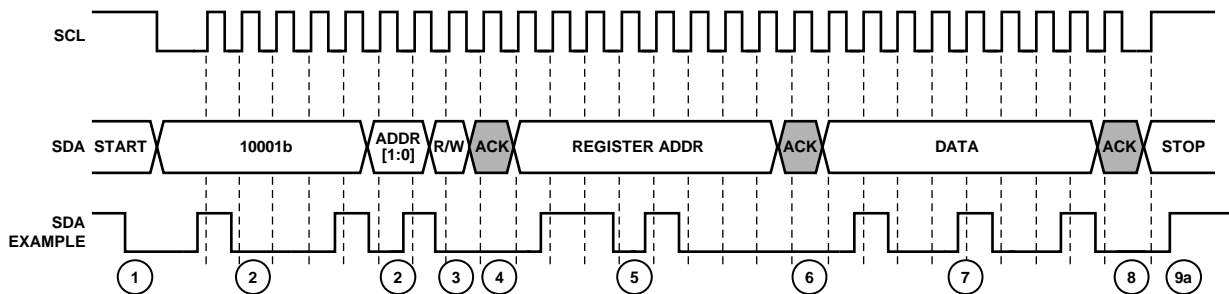 SCL
SDA START 10001b ADDR [1:0] R/W ACK REGISTER ADDR ACK DATA ACK STOP
SDA EXAMPLE
1 2 2 3 4 5 6 7 8 9a